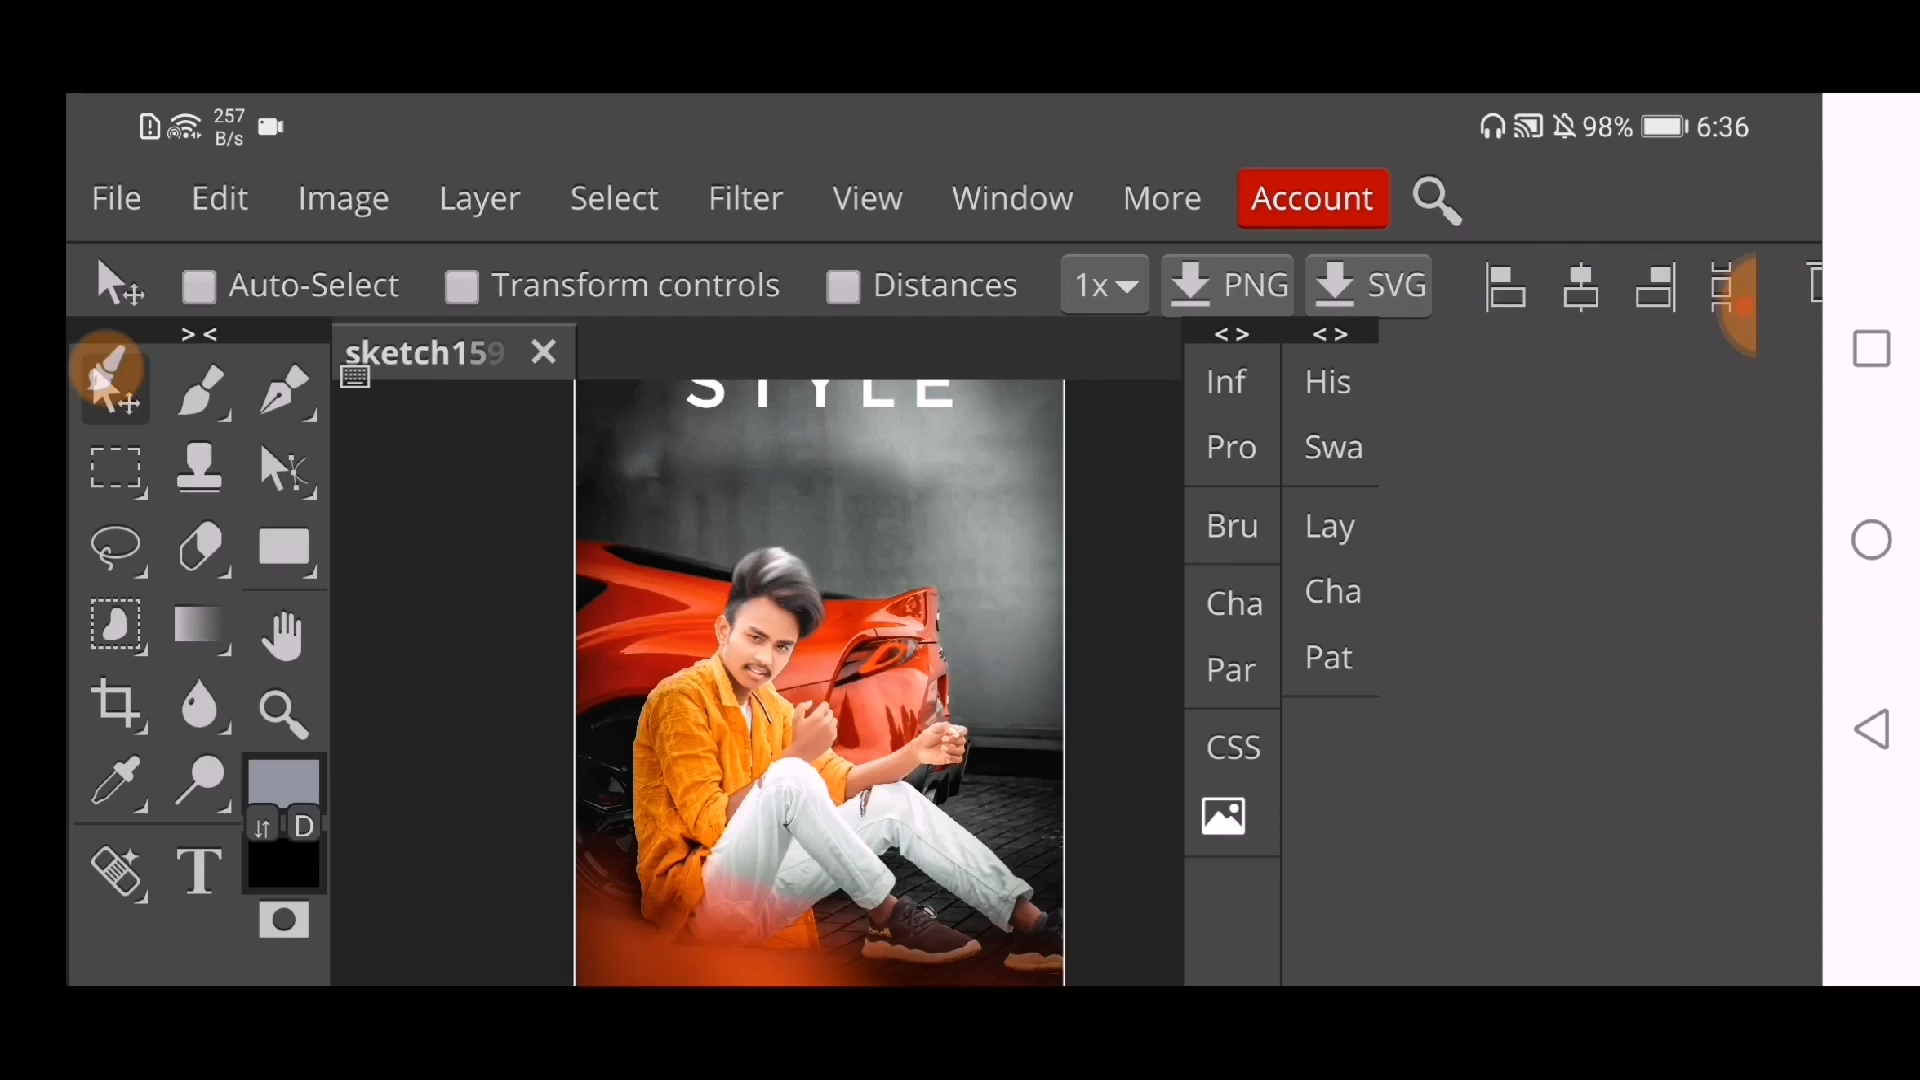 257
B/s
98% 6:36
File Edit Image Layer Select Filter View Window More Account
Auto-Select Transform controls Distances 1x PNG SVG
> < < > < >
sketch159
STYLE
Inf His
Pro Swa
Bru Lay
Cha Cha
Par Pat
CSS
D
T